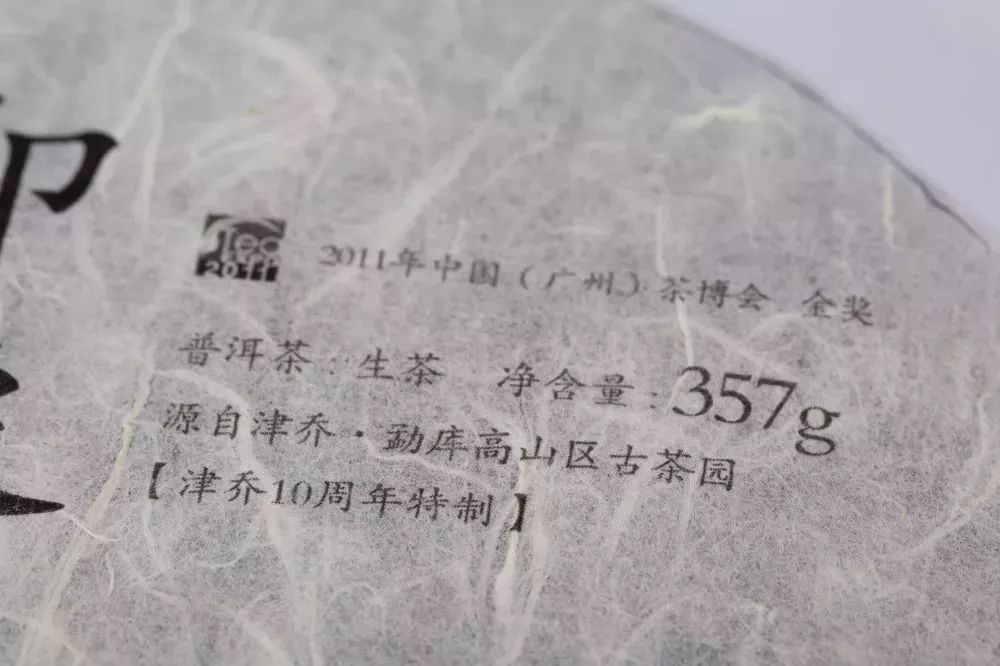 Tea
2011
2011年中国（广州）茶博会 金奖
普洱茶：生茶 净含量：357g
源自津乔·勐库高山区古茶园
【津乔10周年特制】